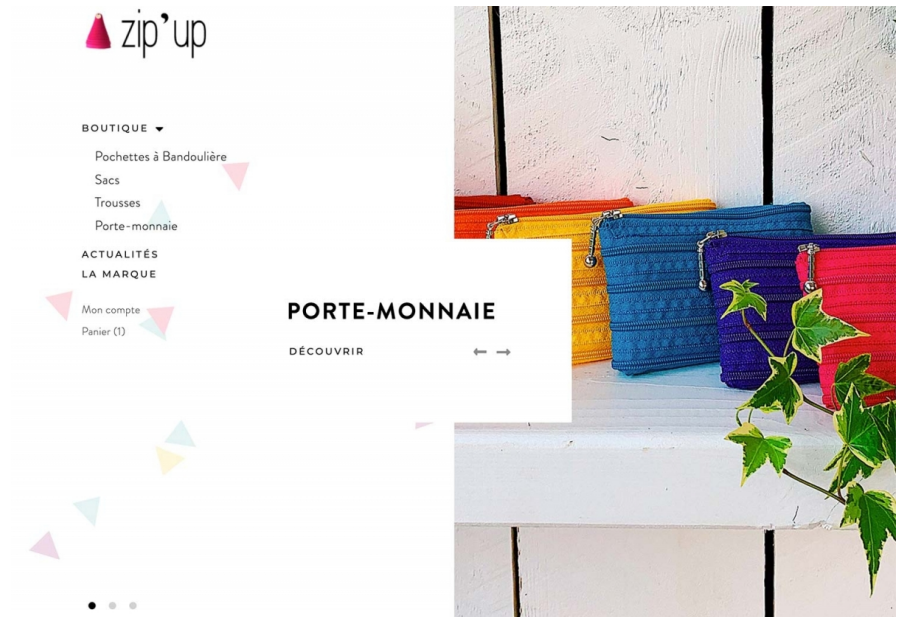 zip'up
BOUTIQUE
Pochettes à Bandoulière
Sacs
Trousses
Porte-monnaie
ACTUALITÉS
LA MARQUE
Mon compte
Panier (1)
PORTE-MONNAIE
DÉCOUVRIR